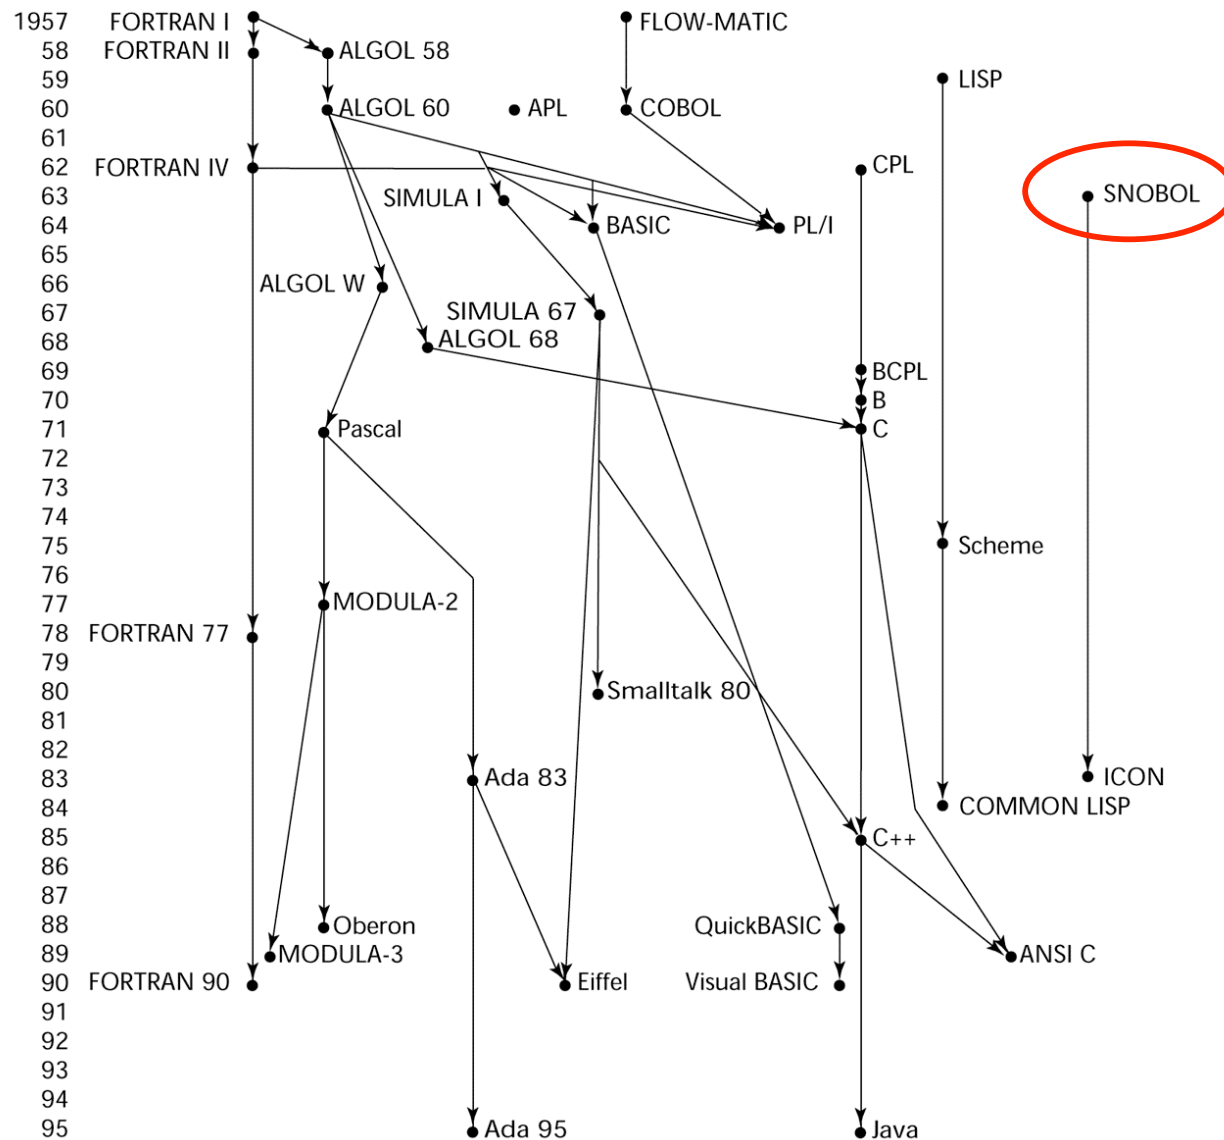 1957 FORTRAN I FLOW-MATIC
58 FORTRAN II ALGOL 58
59 LISP
60 ALGOL 60 APL COBOL
61
62 FORTRAN IV CPL
63 SIMULA I SNOBOL
64 BASIC PL/I
65
66 ALGOL W
67 SIMULA 67
68 ALGOL 68
69 BCPL
70 B
71 Pascal C
72
73
74
75 Scheme
76
77 MODULA-2
78 FORTRAN 77
79
80 Smalltalk 80
81
82
83 Ada 83 ICON
84 COMMON LISP
85 C++
86
87
88 Oberon QuickBASIC
89 MODULA-3 ANSI C
90 FORTRAN 90 Eiffel Visual BASIC
91
92
93
94
95 Ada 95 Java